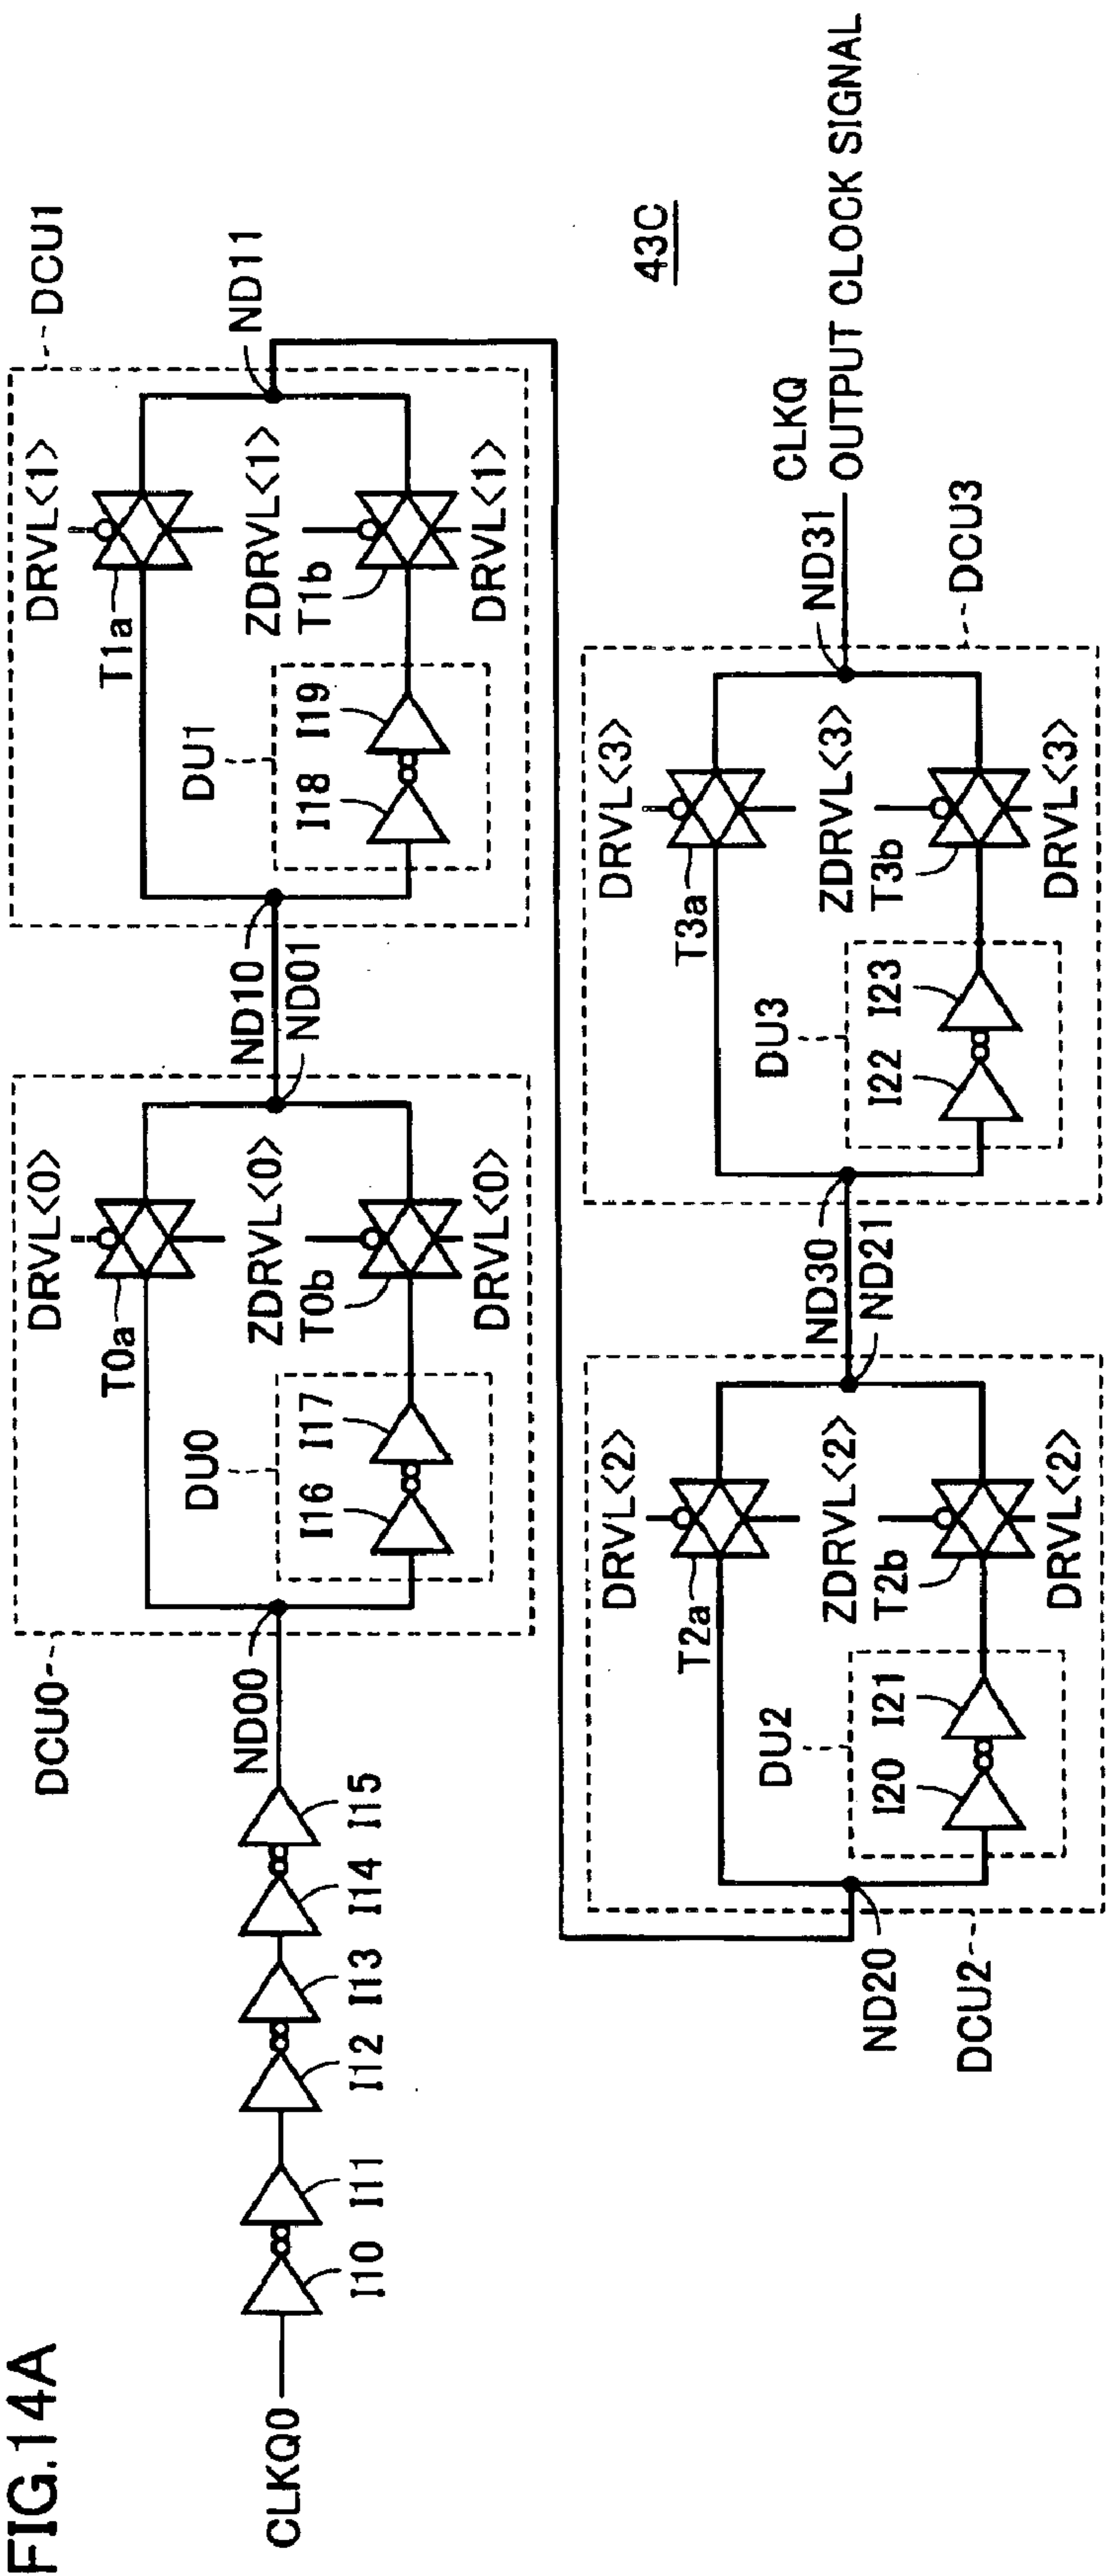 FIG.14A
CLKQ0
I10
I11
I12
I13
I14
I15
ND00
DCU0
DU0
I16
I17
T0a
DRVL<0>
ZDRVL<0>
T0b
DRVL<0>
ND10
ND01
DCU1
DU1
I18
I19
T1a
DRVL<1>
ZDRVL<1>
T1b
DRVL<1>
ND11
43C
ND20
DCU2
DU2
I20
I21
T2a
DRVL<2>
ZDRVL<2>
T2b
DRVL<2>
ND30
ND21
DU3
I22
I23
T3a
DRVL<3>
ZDRVL<3>
T3b
DRVL<3>
DCU3
ND31
CLKQ
OUTPUT CLOCK SIGNAL